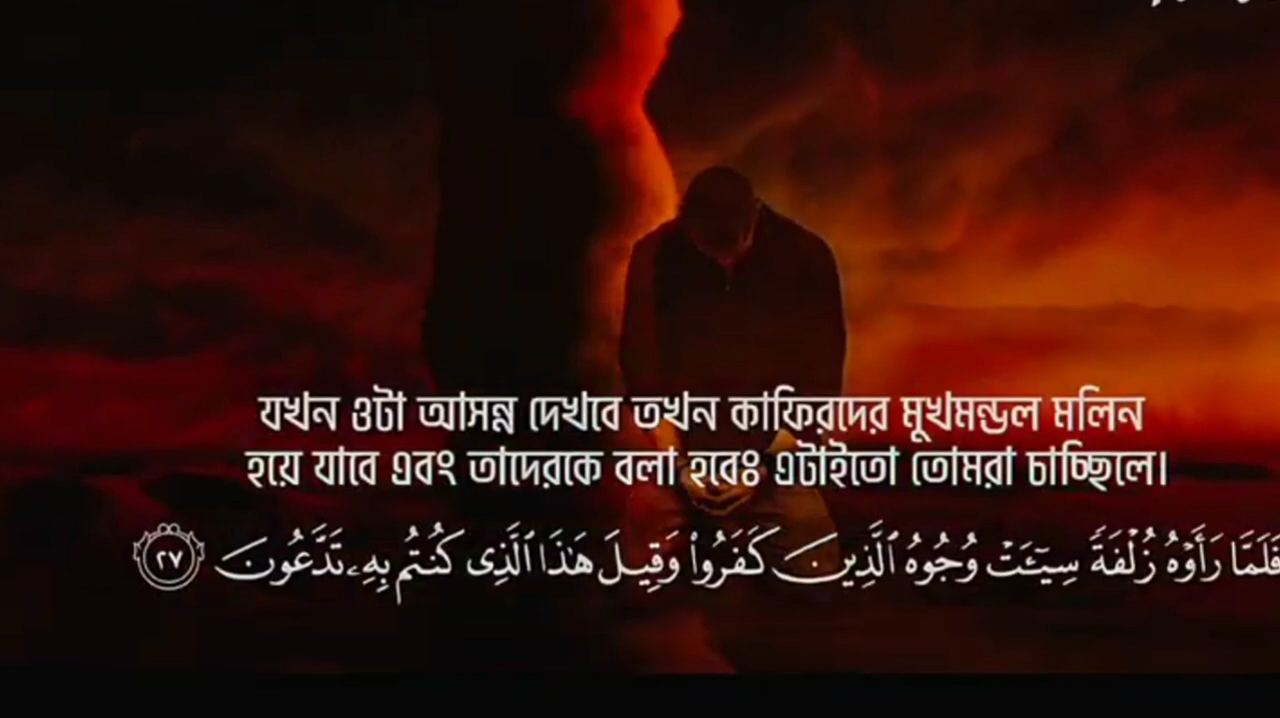 যখন ওটা আসন্ন দেখবে তখন কাফিরদের মুখমন্ডল মলিন
হয়ে যাবে এবং তাদেরকে বলা হবেঃ এটাইতো তোমরা চাচ্ছিলে।
فَلَمَّا رَأَوْهُ زُلْفَةً سِيٓـَٔتْ وُجُوهُ ٱلَّذِينَ كَفَرُوا۟ وَقِيلَ هَـٰذَا ٱلَّذِى كُنتُم بِهِۦ تَدَّعُونَ ٢٧